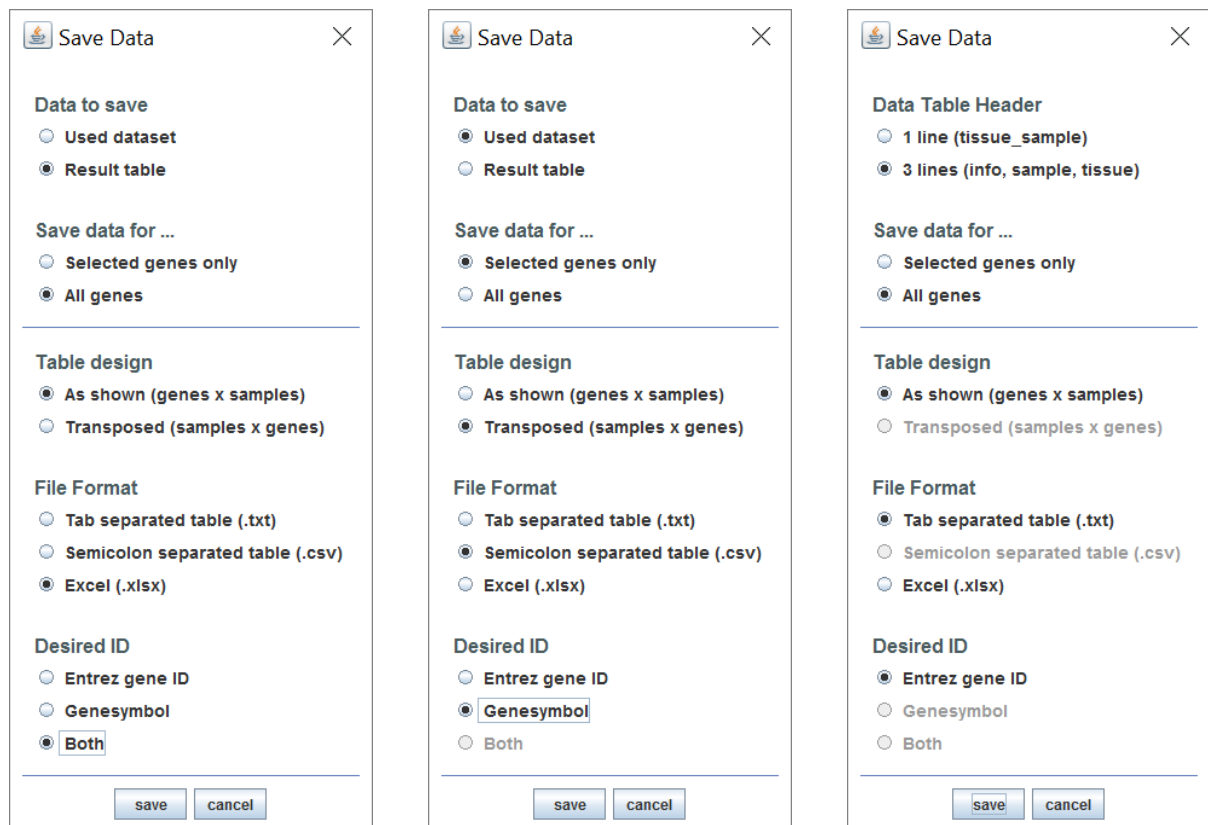 Save Data
Data to save
Used dataset
Result table
Save data for ...
Selected genes only
All genes
Table design
As shown (genes x samples)
Transposed (samples x genes)
File Format
Tab separated table (.txt)
Semicolon separated table (.csv)
Excel (.xlsx)
Desired ID
Entrez gene ID
Genesymbol
Both
save cancel
Save Data
Data to save
Used dataset
Result table
Save data for ...
Selected genes only
All genes
Table design
As shown (genes x samples)
Transposed (samples x genes)
File Format
Tab separated table (.txt)
Semicolon separated table (.csv)
Excel (.xlsx)
Desired ID
Entrez gene ID
Genesymbol
Both
save cancel
Save Data
Data Table Header
1 line (tissue_sample)
3 lines (info, sample, tissue)
Save data for ...
Selected genes only
All genes
Table design
As shown (genes x samples)
Transposed (samples x genes)
File Format
Tab separated table (.txt)
Semicolon separated table (.csv)
Excel (.xlsx)
Desired ID
Entrez gene ID
Genesymbol
Both
save cancel